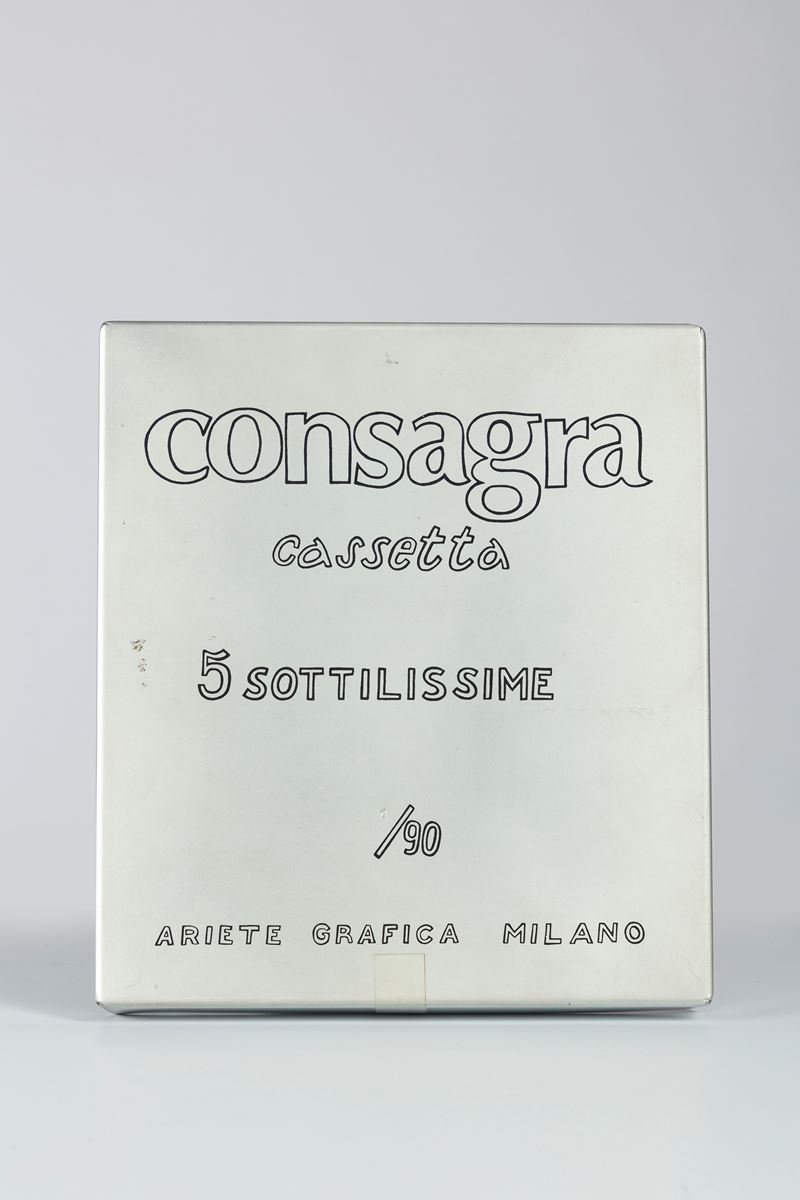 consagra
cassetta
5 SOTTILISSIME
/90
ARIETE GRAFICA MILANO